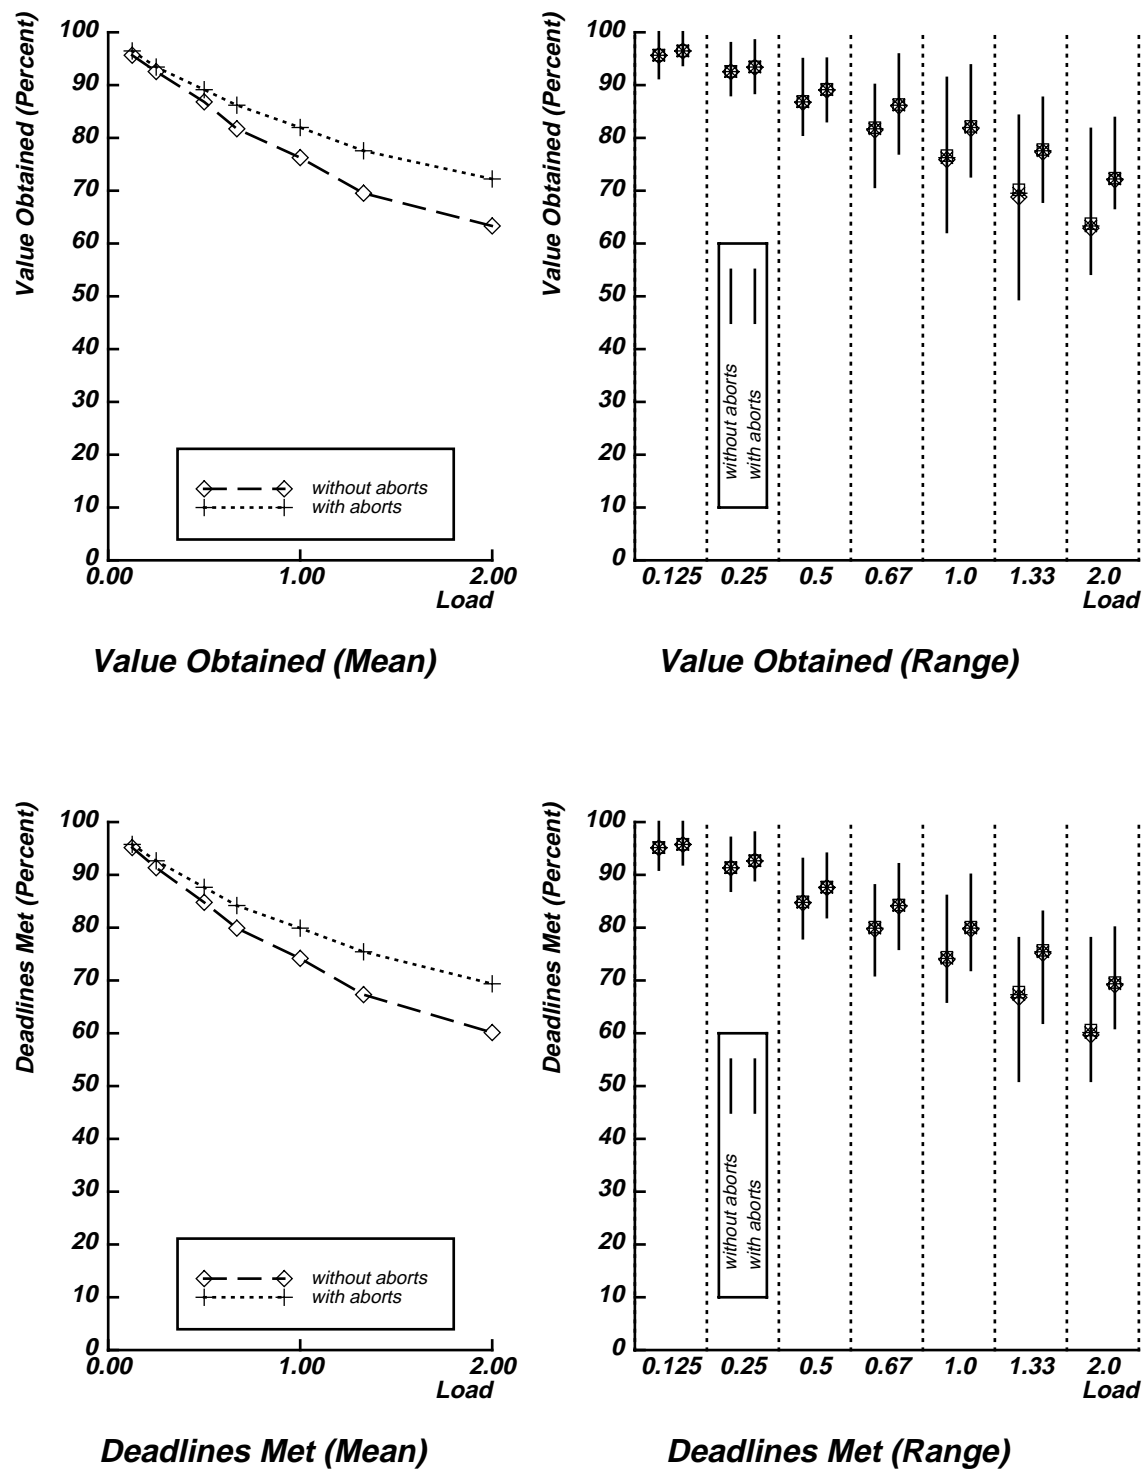 Value Obtained (Percent)
100
90
80
70
60
50
40
30
20
10
0
without aborts
with aborts
0.00 1.00 2.00
Load
Value Obtained (Mean)
Value Obtained (Percent)
100
90
80
70
60
50
40
30
20
10
0
without aborts
with aborts
0.125 0.25 0.5 0.67 1.0 1.33 2.0
Load
Value Obtained (Range)
Deadlines Met (Percent)
100
90
80
70
60
50
40
30
20
10
0
without aborts
with aborts
0.00 1.00 2.00
Load
Deadlines Met (Mean)
Deadlines Met (Percent)
100
90
80
70
60
50
40
30
20
10
0
without aborts
with aborts
0.125 0.25 0.5 0.67 1.0 1.33 2.0
Load
Deadlines Met (Range)